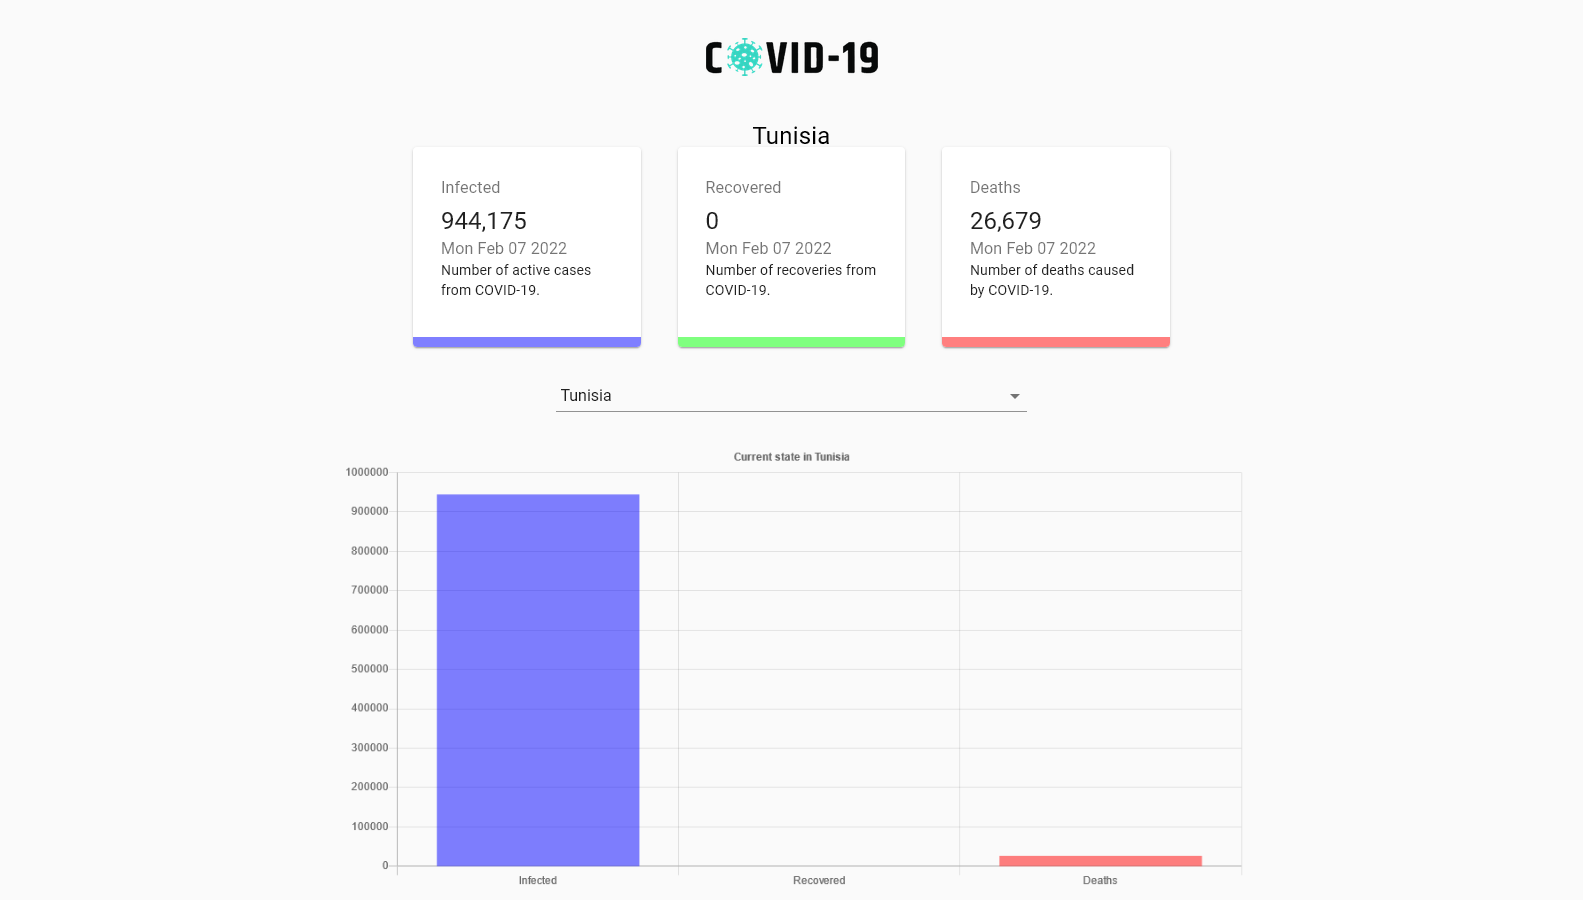 COVID-19
Tunisia
Infected
944,175
Mon Feb 07 2022
Number of active cases
from COVID-19.
Recovered
0
Mon Feb 07 2022
Number of recoveries from
COVID-19.
Deaths
26,679
Mon Feb 07 2022
Number of deaths caused
by COVID-19.
Tunisia
Current state in Tunisia
1000000
900000
800000
700000
600000
500000
400000
300000
200000
100000
0
Infected
Recovered
Deaths